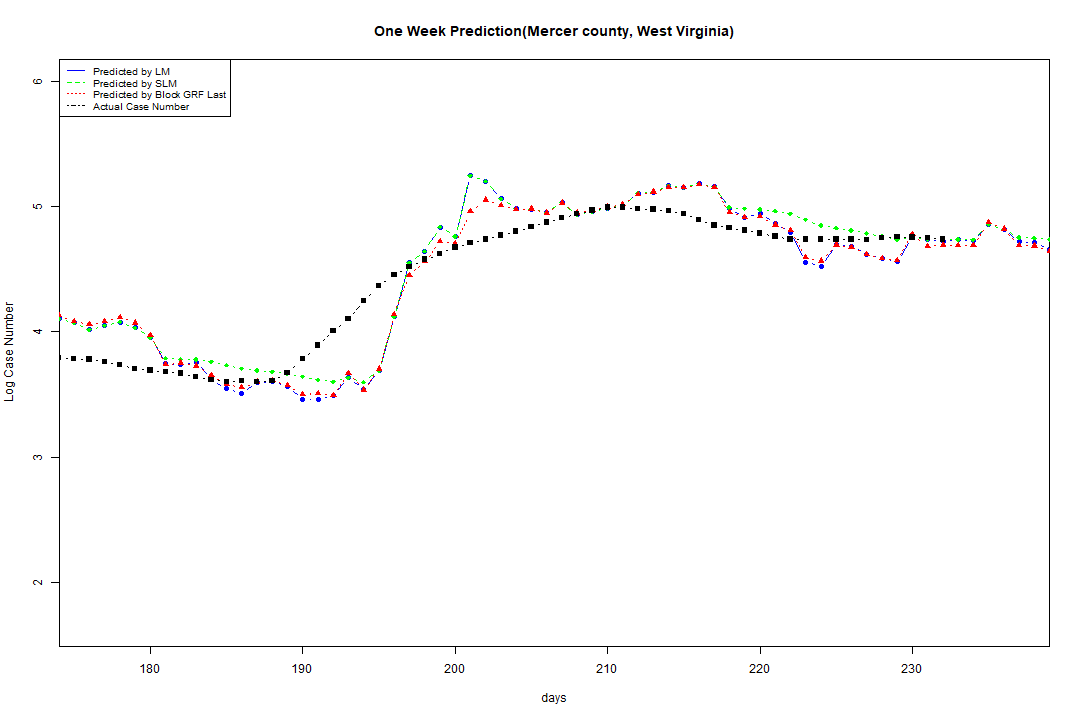 One Week Prediction(Mercer county, West Virginia)
Predicted by LM
Predicted by SLM
Predicted by Block GRF Last
Actual Case Number
6
5
4
3
2
Log Case Number
180 190 200 210 220 230
days